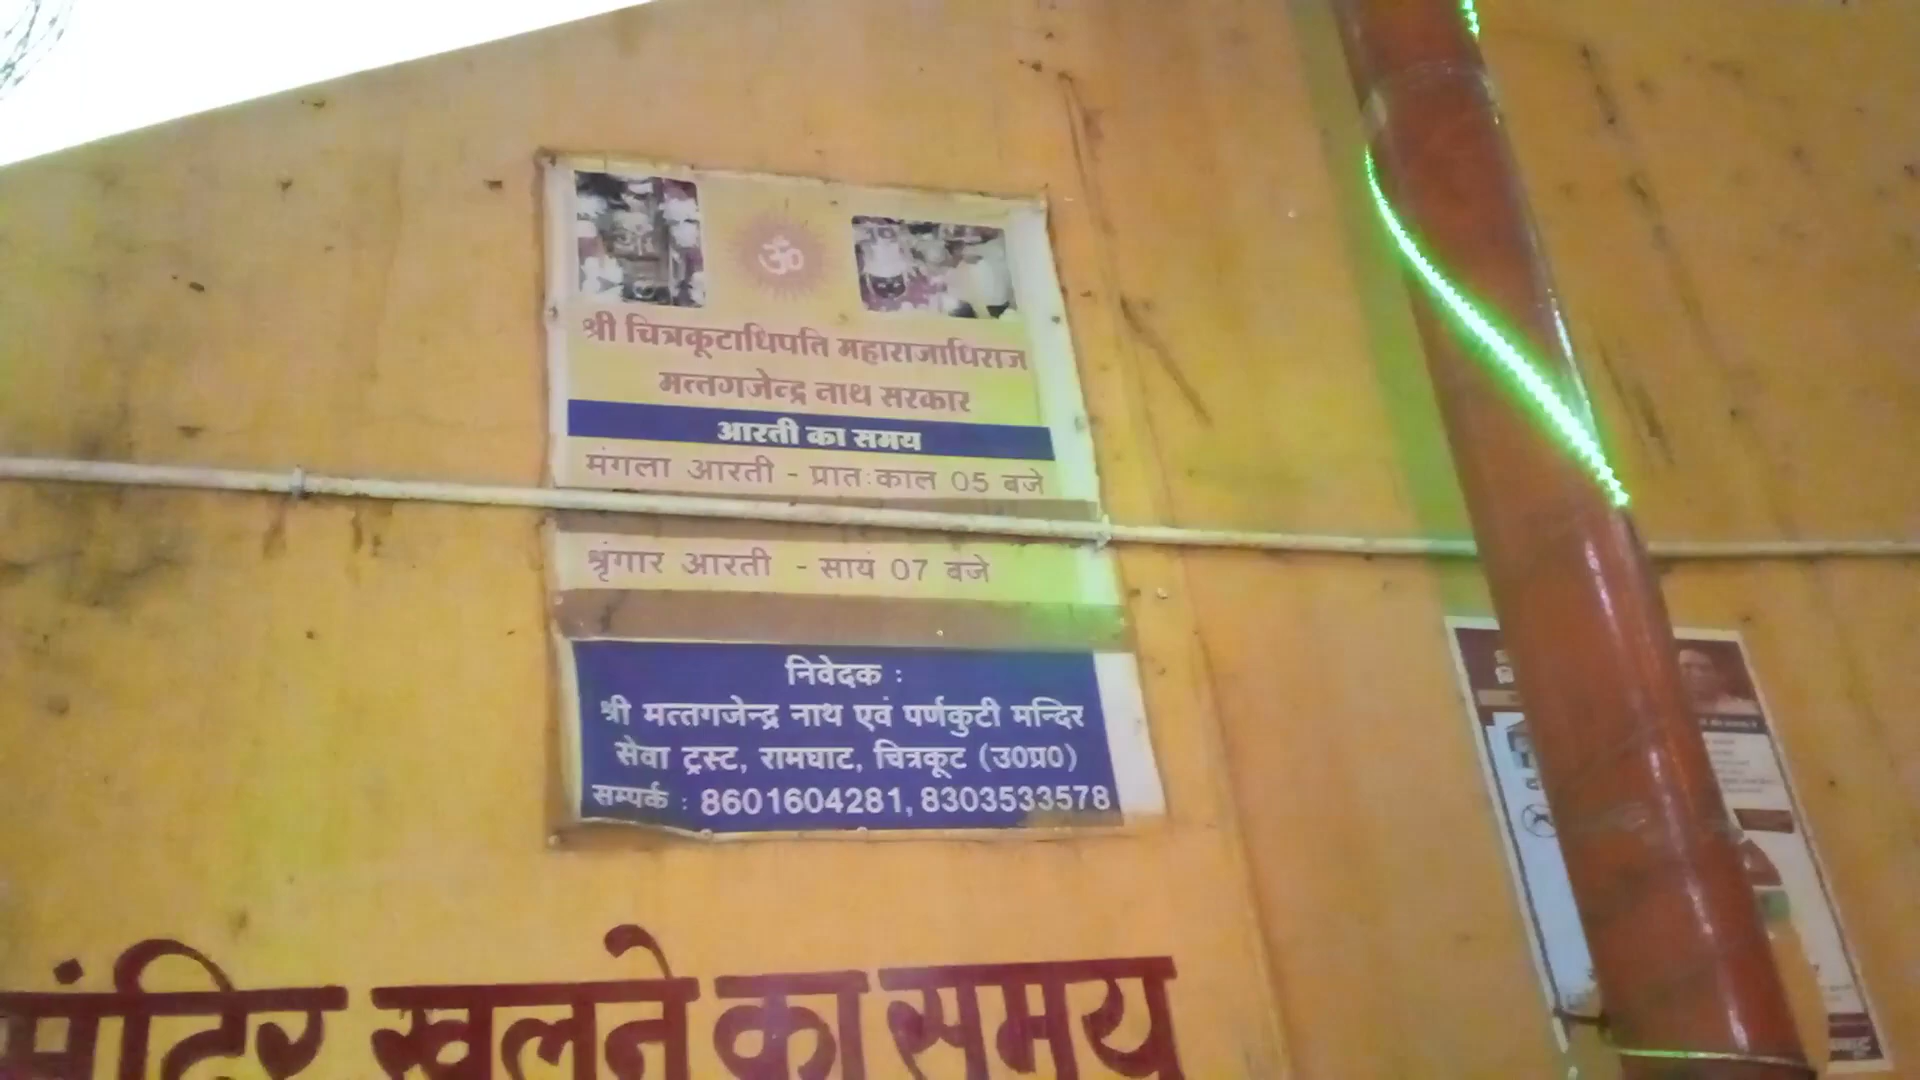 ॐ
श्री चित्रकूटाधिपति महाराजाधिराज
मत्तगजेन्द्र नाथ सरकार
आरती का समय
मंगला आरती - प्रात:काल 05 बजे
श्रृंगार आरती - सायं 07 बजे
निवेदक :
श्री मत्तगजेन्द्र नाथ एवं पर्णकुटी मन्दिर
सेवा ट्रस्ट, रामघाट, चित्रकूट (उ0प्र0)
सम्पर्क : 8601604281, 8303533578
मंदिर खुलने का समय